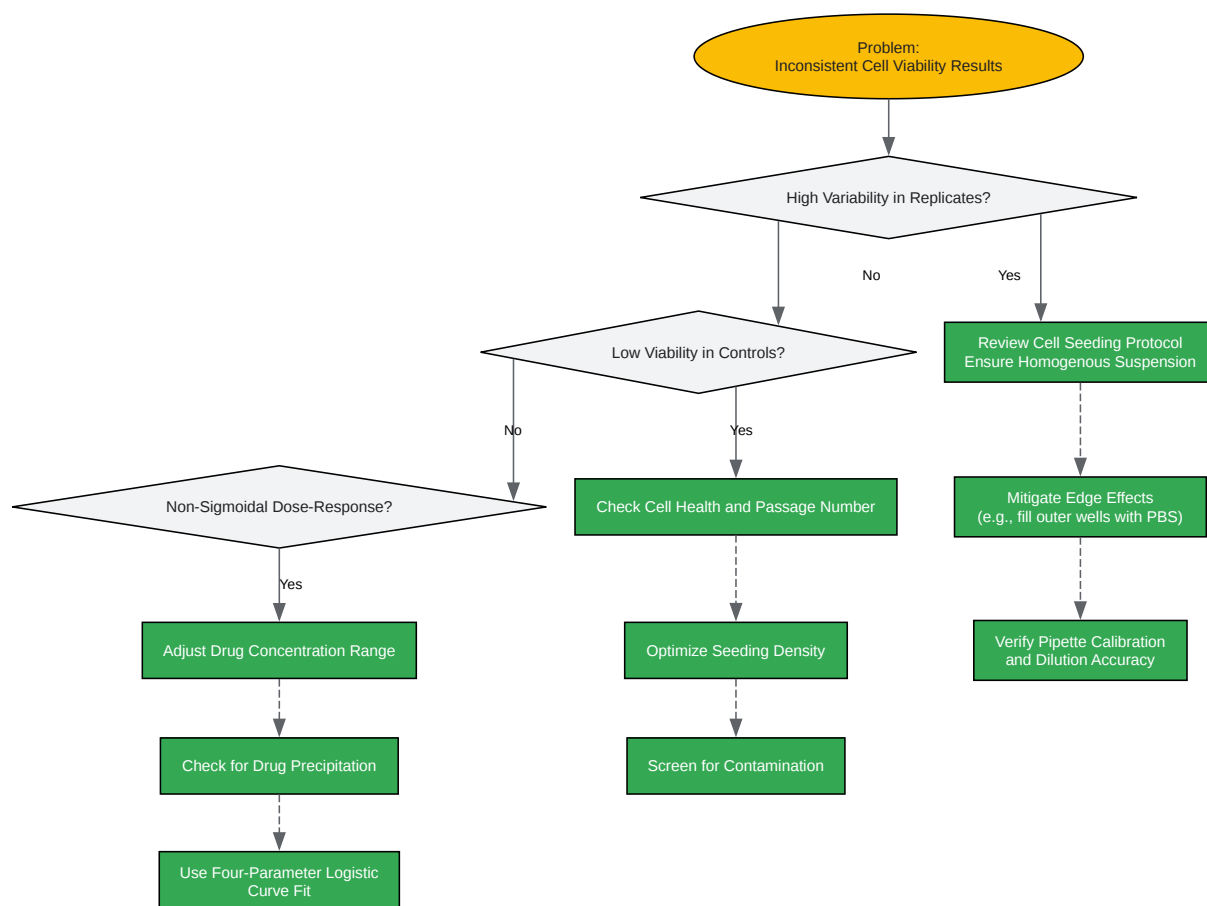 Problem:
Inconsistent Cell Viability Results
High Variability in Replicates?
No
Yes
Low Viability in Controls?
Review Cell Seeding Protocol
Ensure Homogenous Suspension
No
Yes
Non-Sigmoidal Dose-Response?
Check Cell Health and Passage Number
Mitigate Edge Effects
(e.g., fill outer wells with PBS)
Yes
Adjust Drug Concentration Range
Optimize Seeding Density
Verify Pipette Calibration
and Dilution Accuracy
Check for Drug Precipitation
Screen for Contamination
Use Four-Parameter Logistic
Curve Fit